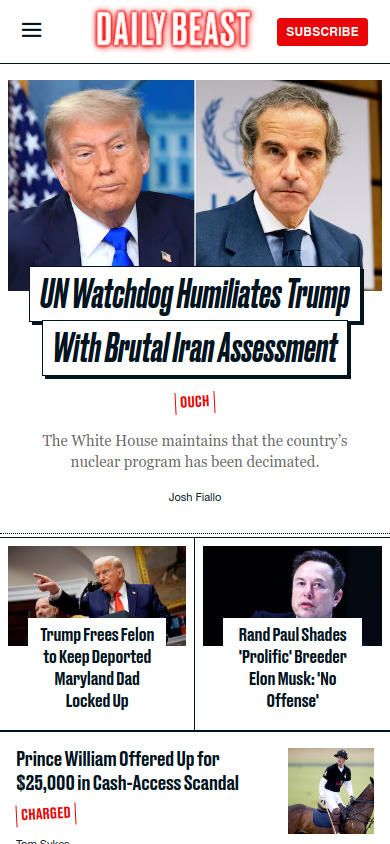 DAILY BEAST
SUBSCRIBE
UN Watchdog Humiliates Trump
With Brutal Iran Assessment
OUCH
The White House maintains that the country's
nuclear program has been decimated.
Josh Fiallo
Trump Frees Felon
to Keep Deported
Maryland Dad
Locked Up
Rand Paul Shades
'Prolific' Breeder
Elon Musk: 'No
Offense'
Prince William Offered Up for
$25,000 in Cash-Access Scandal
CHARGED
Tom Sykes